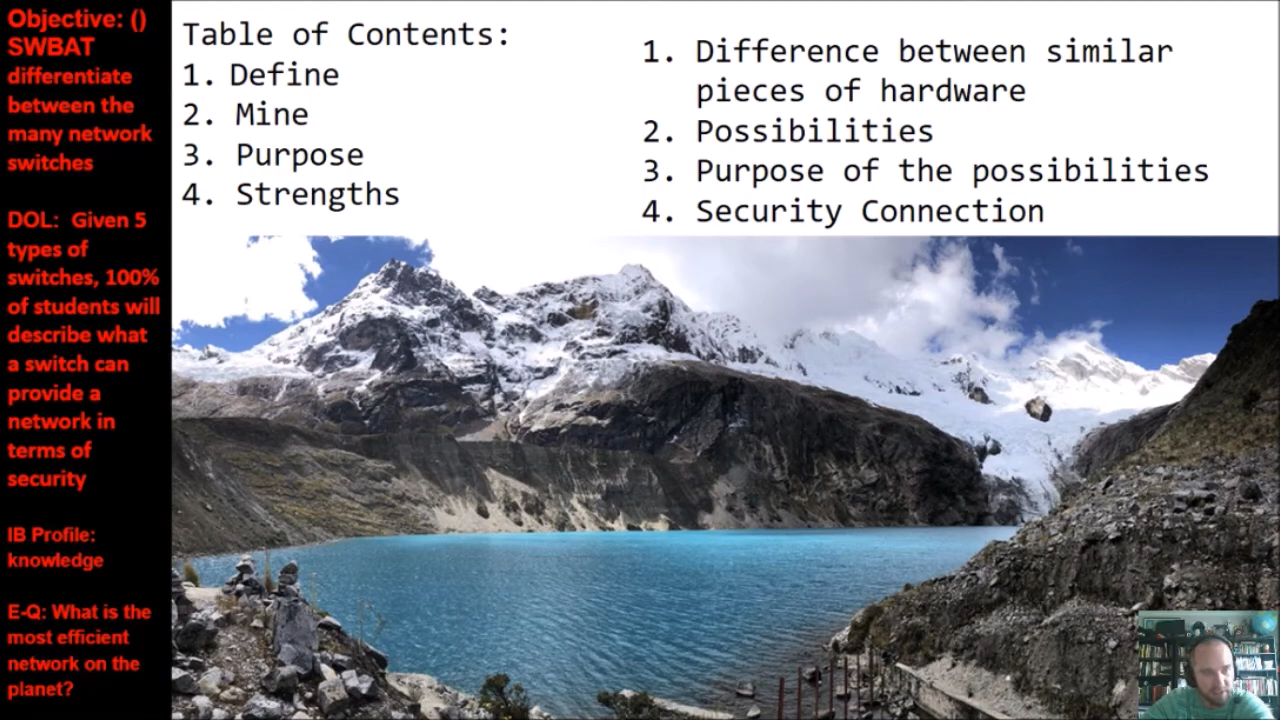 Objective: ()
SWBAT
differentiate
between the
many network
switches
DOL: Given 5
types of
switches, 100%
of students will
describe what
a switch can
provide a
network in
terms of
security
IB Profile:
knowledge
E-Q: What is the
most efficient
network on the
planet?
Table of Contents:
1. Define
2. Mine
3. Purpose
4. Strengths
1. Difference between similar
pieces of hardware
2. Possibilities
3. Purpose of the possibilities
4. Security Connection